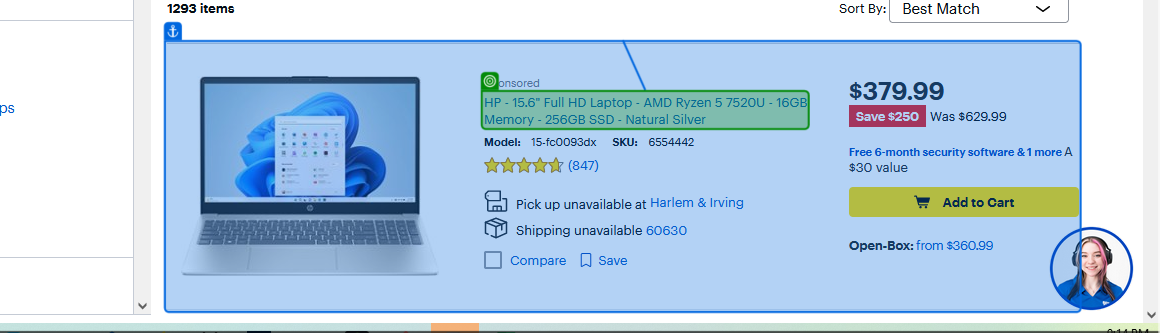 1293 items
Sort By: Best Match
ps
onsored
HP - 15.6" Full HD Laptop - AMD Ryzen 5 7520U - 16GB
Memory - 256GB SSD - Natural Silver
Model: 15-fc0093dx SKU: 6554442
(847)
Pick up unavailable at Harlem & Irving
Shipping unavailable 60630
Compare Save
$379.99
Save $250 Was $629.99
Free 6-month security software & 1 more A
$30 value
Add to Cart
Open-Box: from $360.99